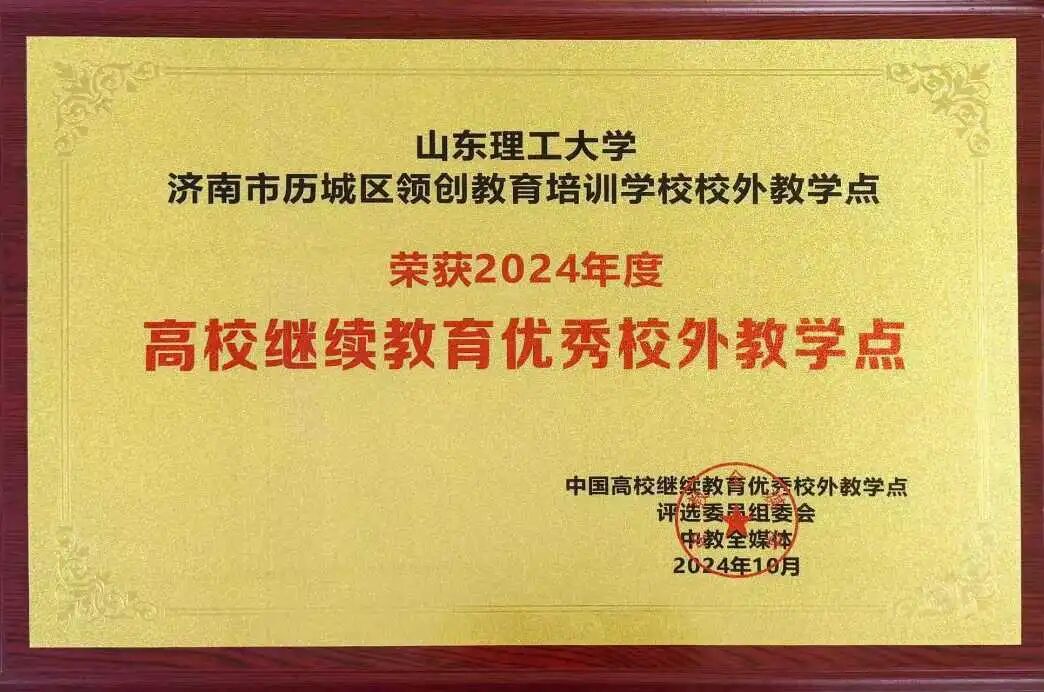 山东理工大学
济南市历城区领创教育培训学校校外教学点
荣获2024年度
高校继续教育优秀校外教学点
中国高校继续教育优秀校外教学点
评选委员组委会
中教全媒体
2024年10月